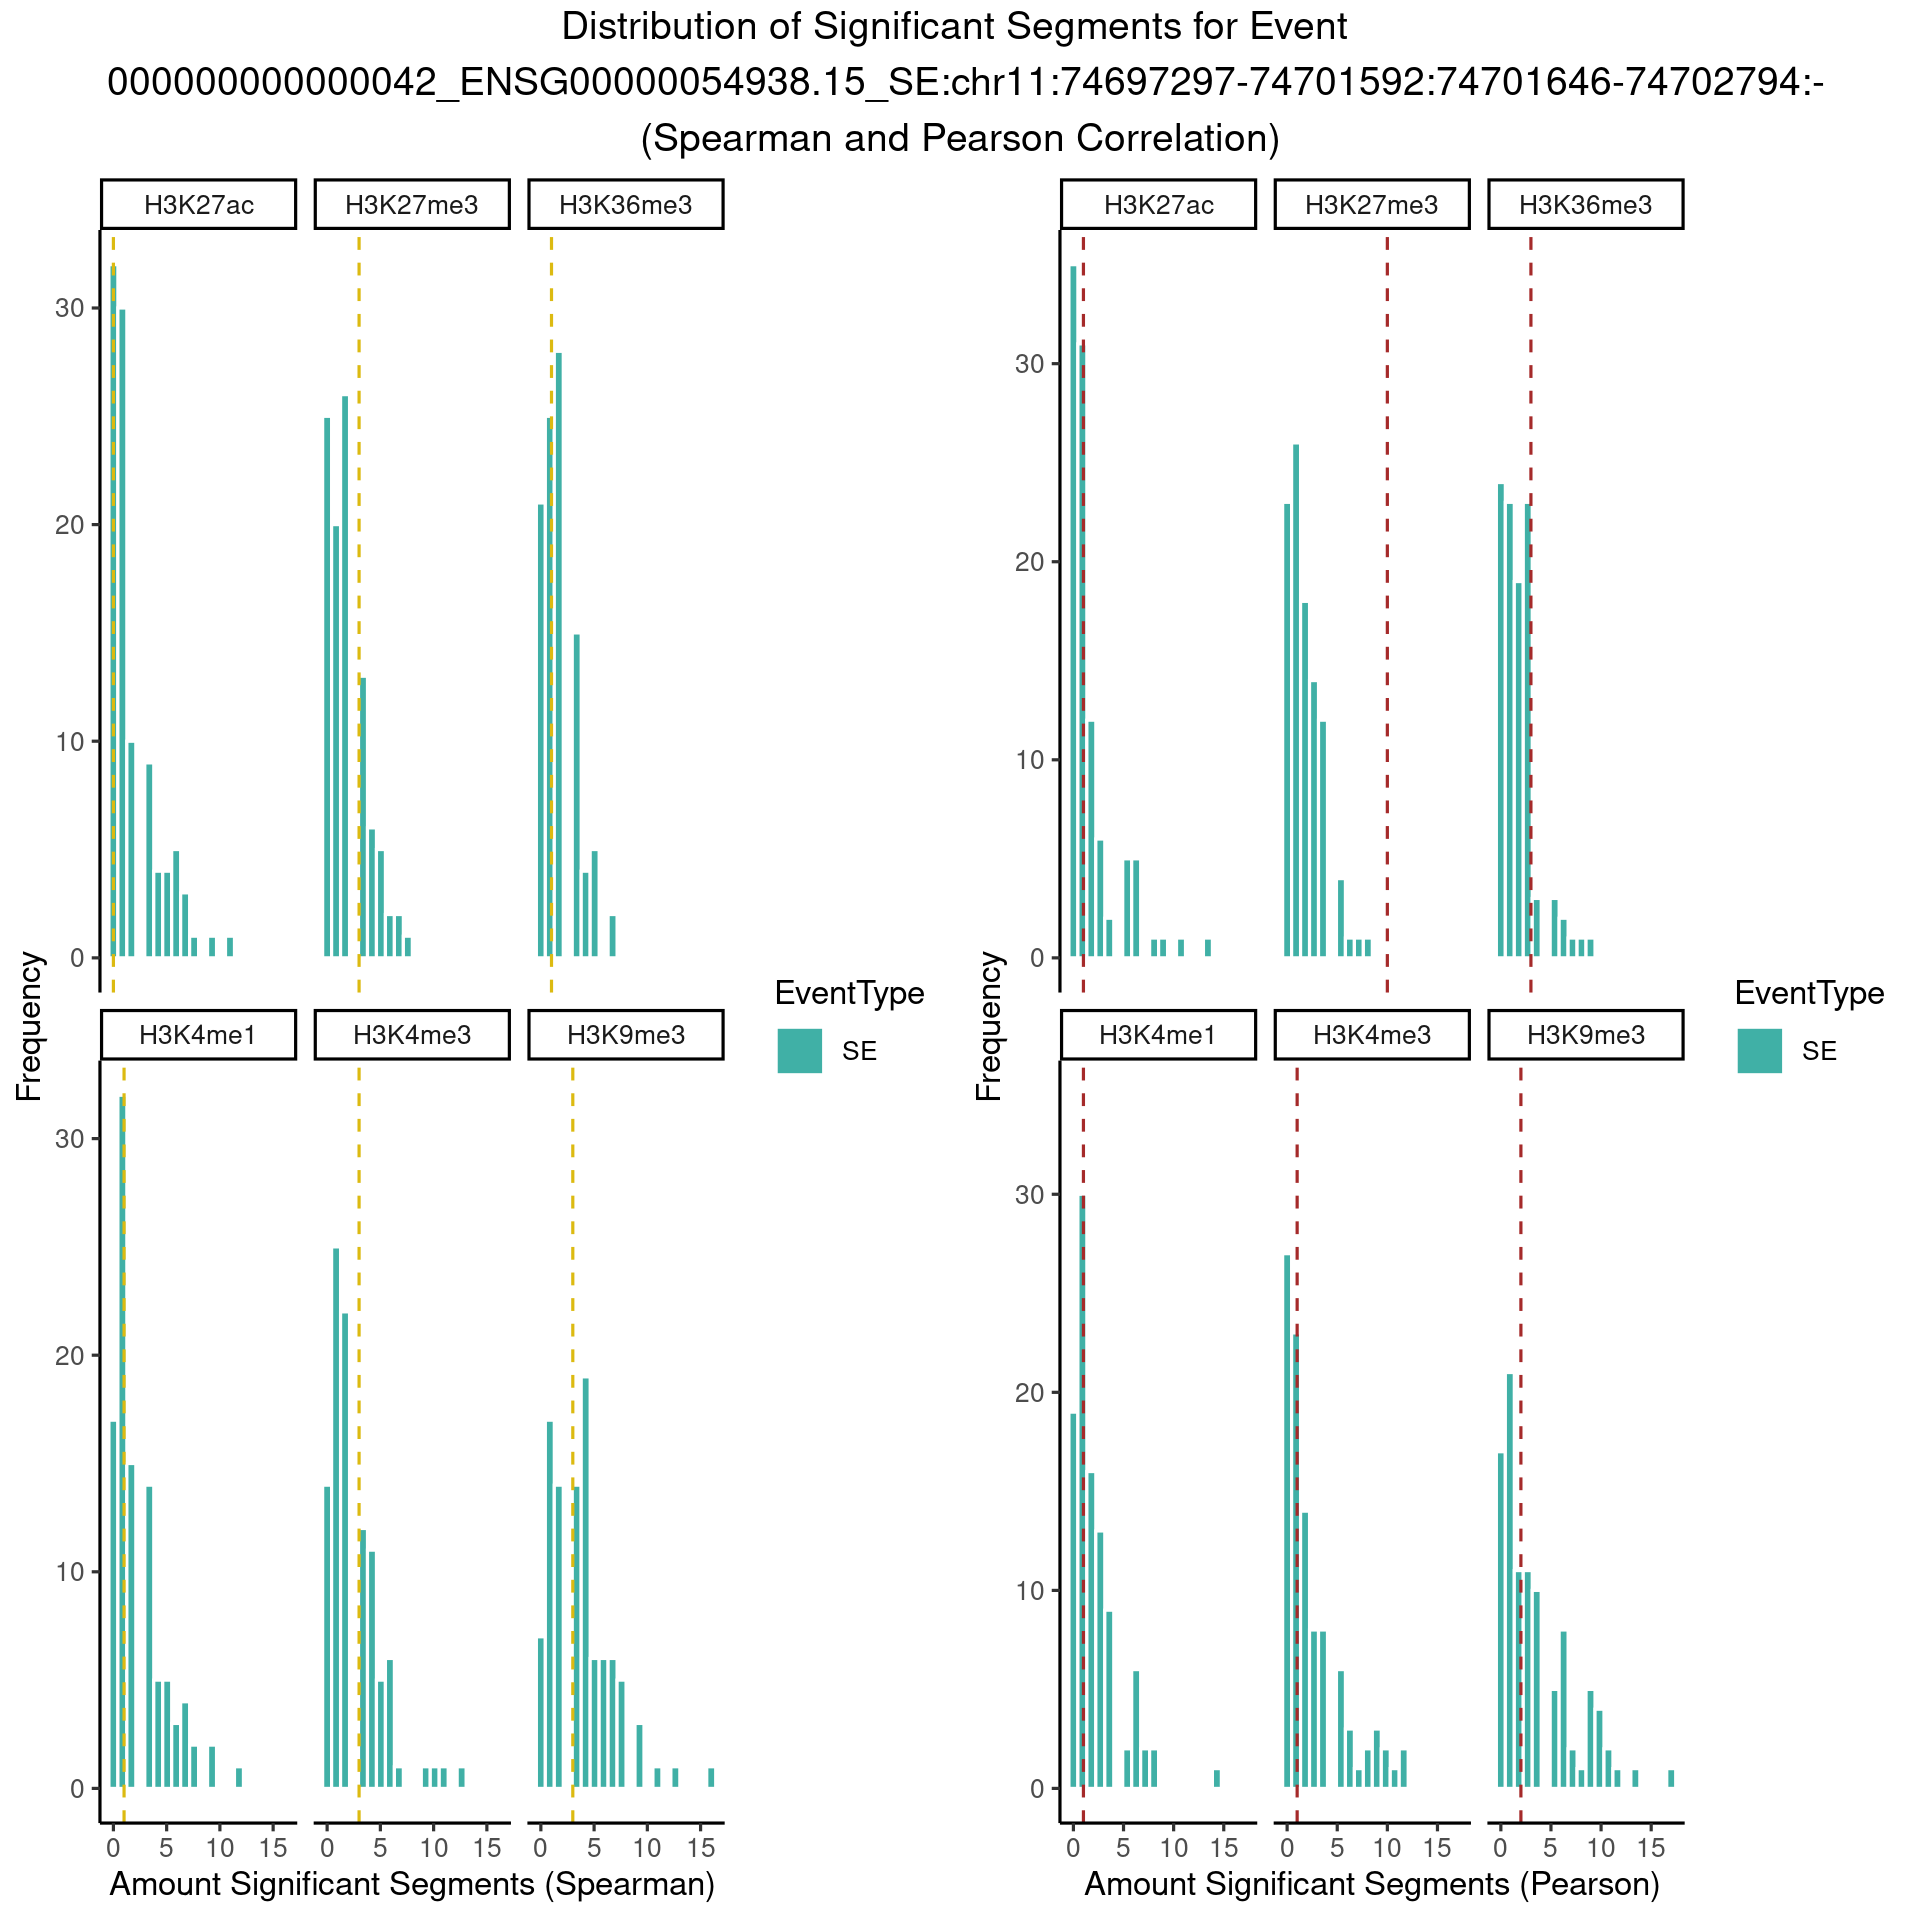 Distribution of Significant Segments for Event
000000000000042_ENSG00000054938.15_SE:chr11:74697297-74701592:74701646-74702794:-
(Spearman and Pearson Correlation)
H3K27ac H3K27me3 H3K36me3
30
20
10
0
H3K4me1 H3K4me3 H3K9me3
30
20
10
0
0 5 10 15 0 5 10 15 0 5 10 15
Amount Significant Segments (Spearman)
Frequency
EventType
SE
H3K27ac H3K27me3 H3K36me3
30
20
10
0
H3K4me1 H3K4me3 H3K9me3
30
20
10
0
0 5 10 15 0 5 10 15 0 5 10 15
Amount Significant Segments (Pearson)
Frequency
EventType
SE